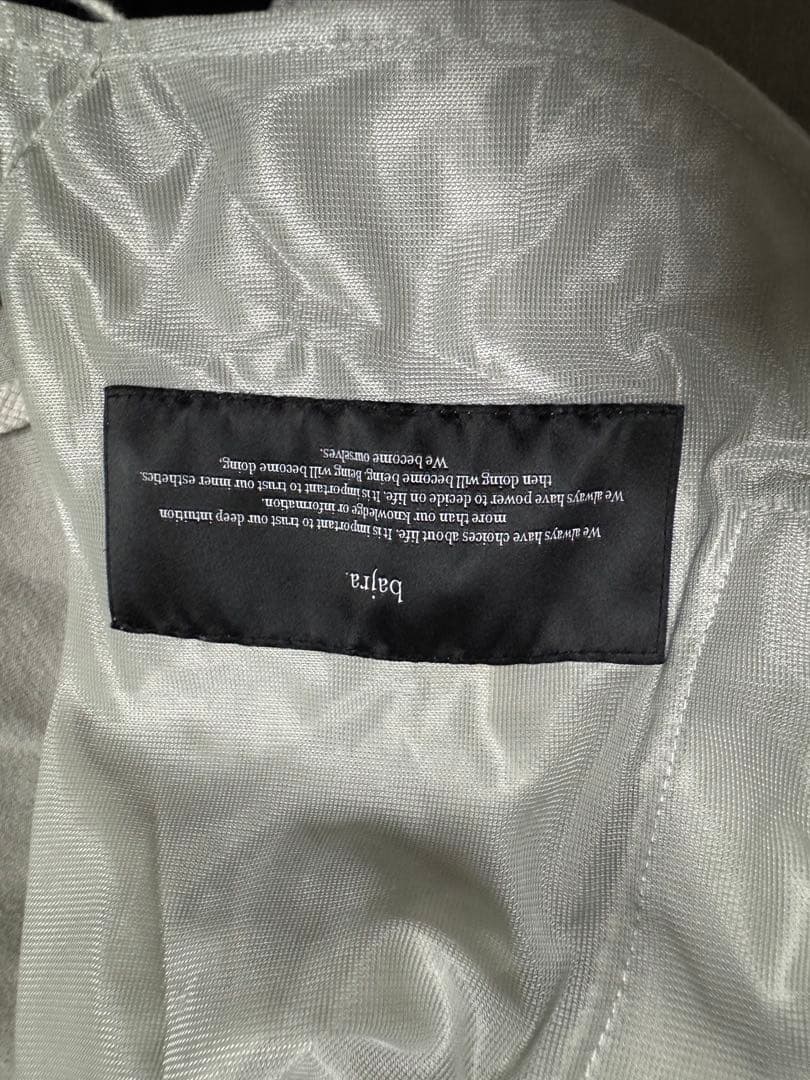 bajra.
We always have choices about life. It is important to trust our deep intuition
more than our knowledge or information.
We always have power to decide on life. It is important to trust our inner esthetics.
then doing will become being, Being will become doing,
We become ourselves.